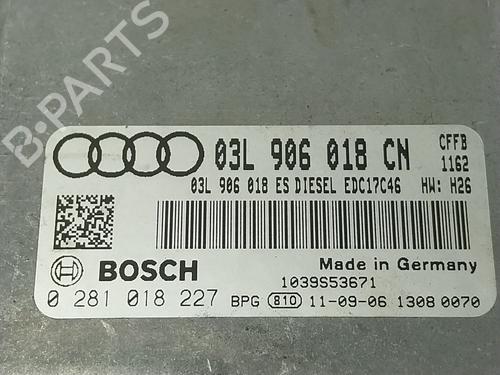 03L 906 018 CN CFFB
1162
03L 906 018 ES DIESEL EDC17C46 HW: H26
BOSCH
Made in Germany
1039S53671
0 281 018 227 BPG 810 11-09-06 1308 0070
B-PARTS